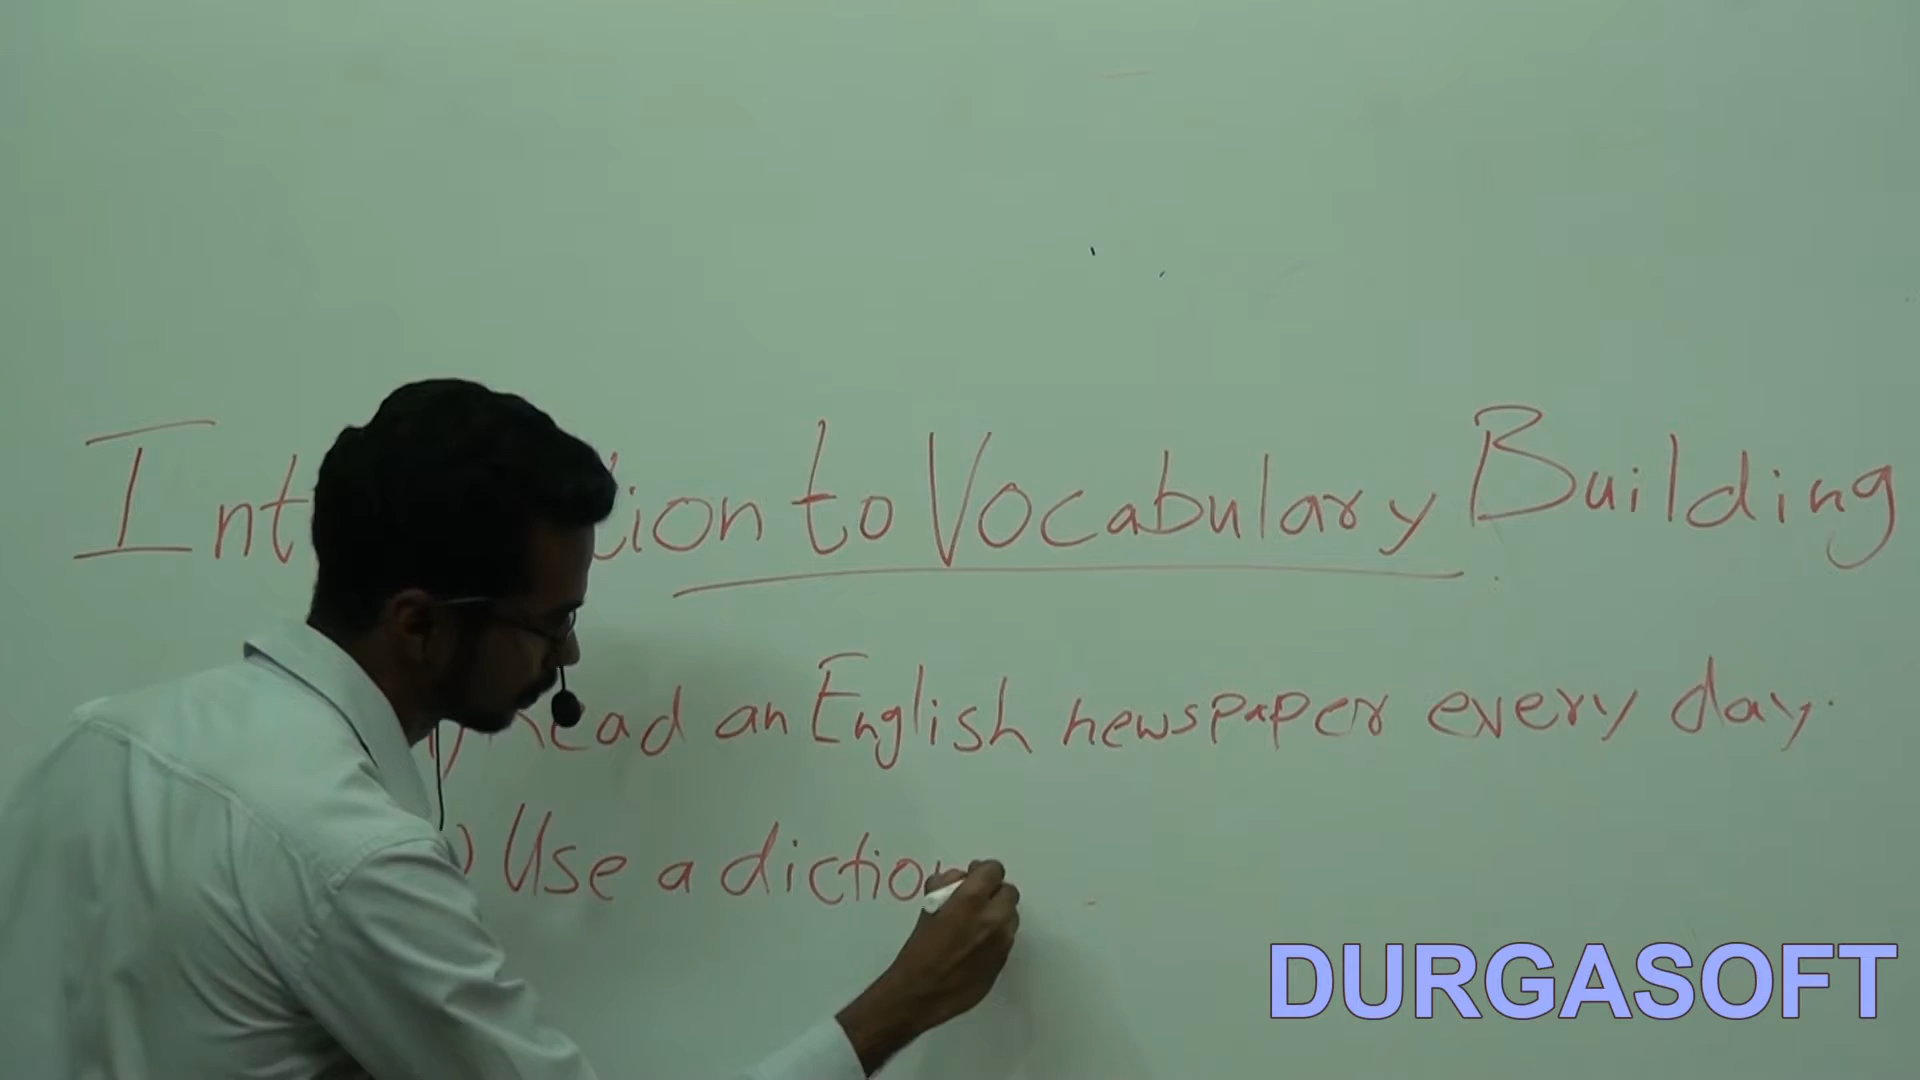 Introduction to Vocabulary Building
) Read an English newspaper every day.
) Use a diction
DURGASOFT